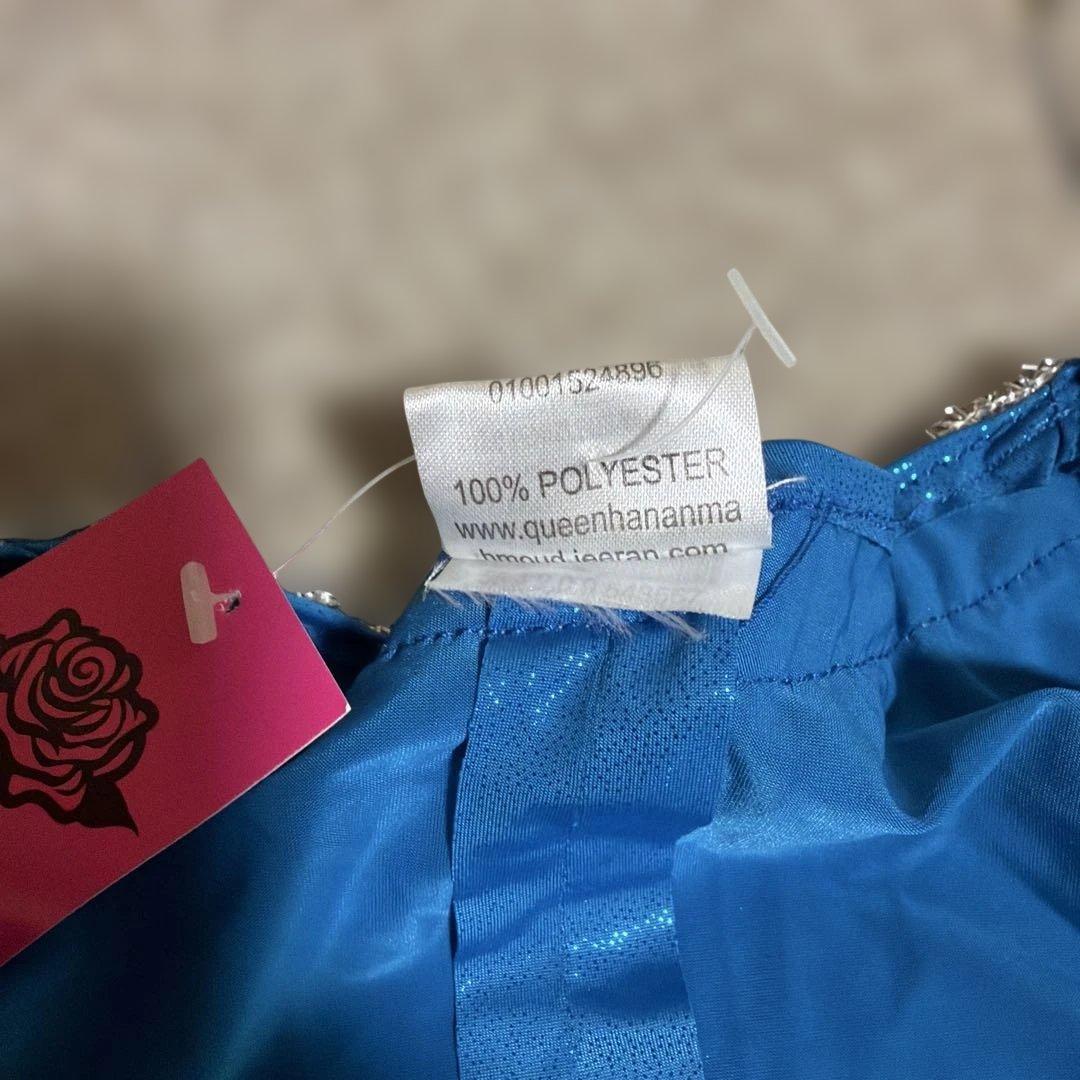 01001524896
100% POLYESTER
www.queenhananma
hmoud.jeeran.com